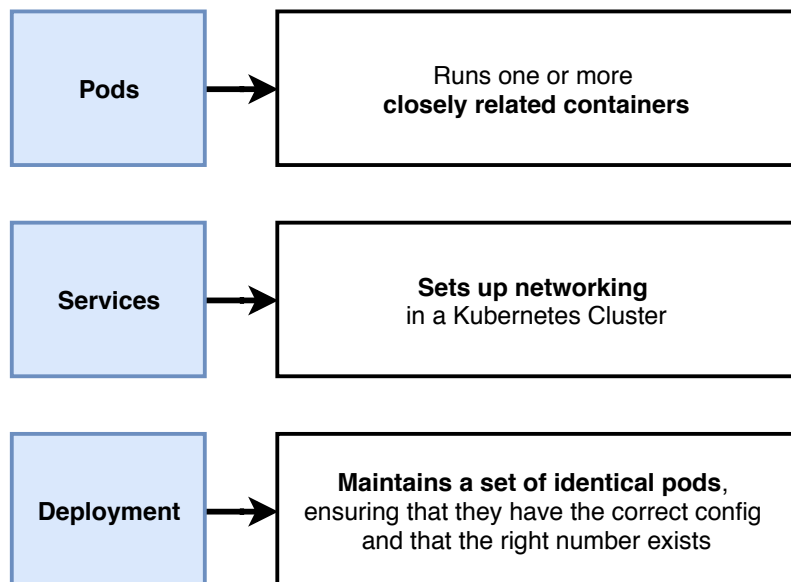 Pods
Runs one or more
closely related containers
Services
Sets up networking
in a Kubernetes Cluster
Deployment
Maintains a set of identical pods,
ensuring that they have the correct config
and that the right number exists